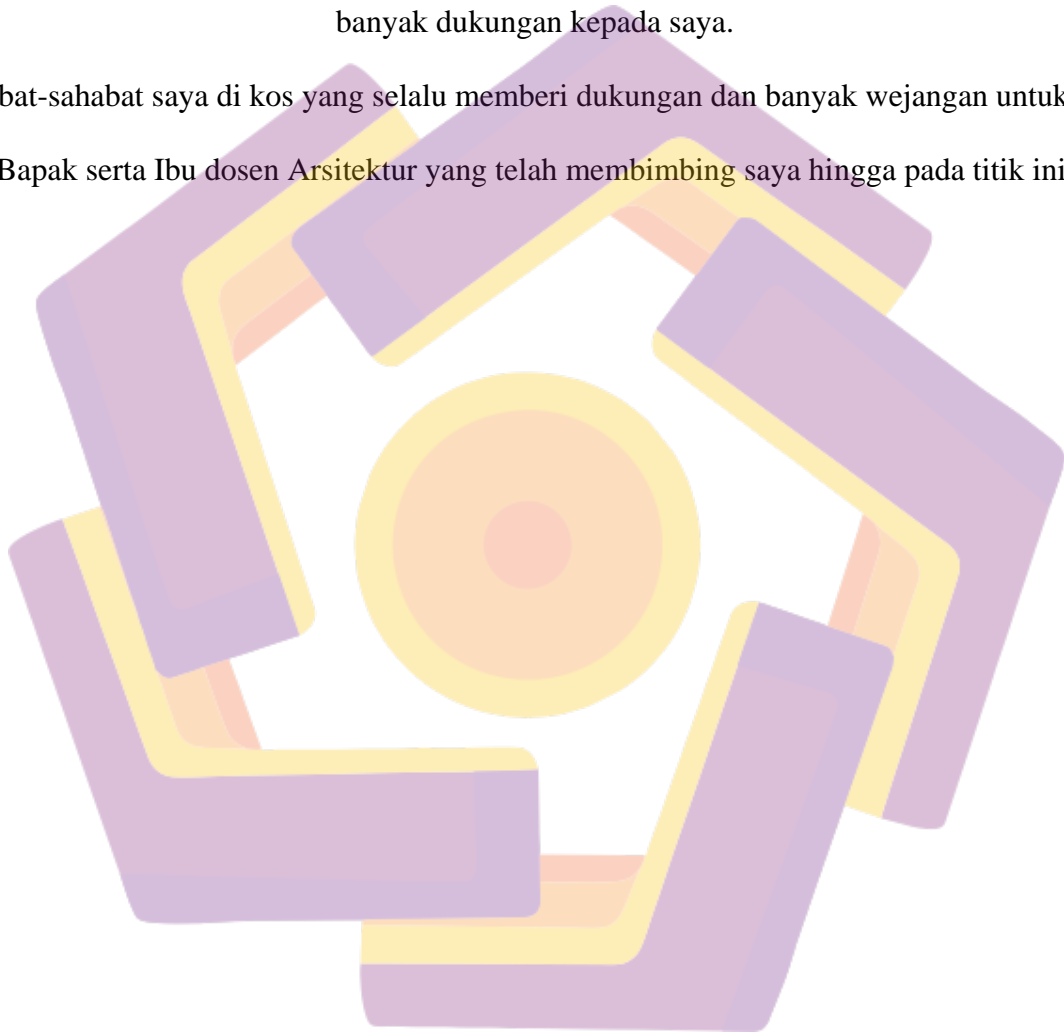 banyak dukungan kepada saya.
bat-sahabat saya di kos yang selalu memberi dukungan dan banyak wejangan untuk
Bapak serta Ibu dosen Arsitektur yang telah membimbing saya hingga pada titik ini